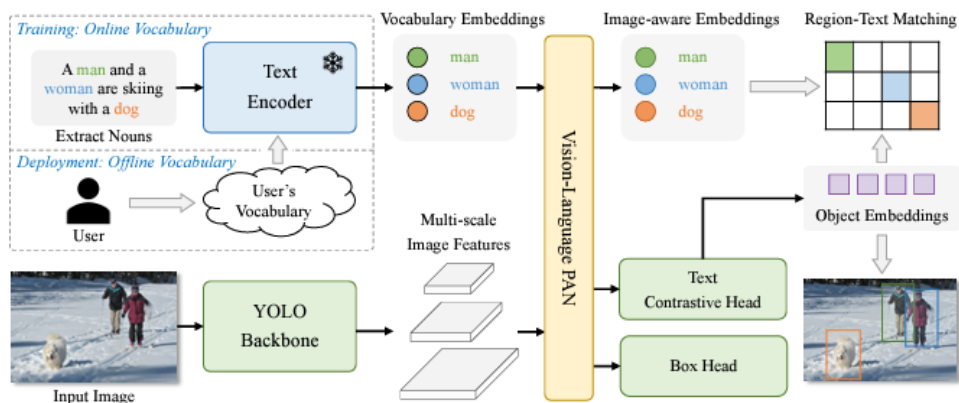 Training: Online Vocabulary
A man and a
woman are skiing
with a dog
Extract Nouns
Text
Encoder
Vocabulary Embeddings
man
woman
dog
Image-aware Embeddings
man
woman
dog
Region-Text Matching
Deployment: Offline Vocabulary
User
User's
Vocabulary
Vision-Language PAN
Object Embeddings
Multi-scale
Image Features
Input Image
YOLO
Backbone
Text
Contrastive Head
Box Head